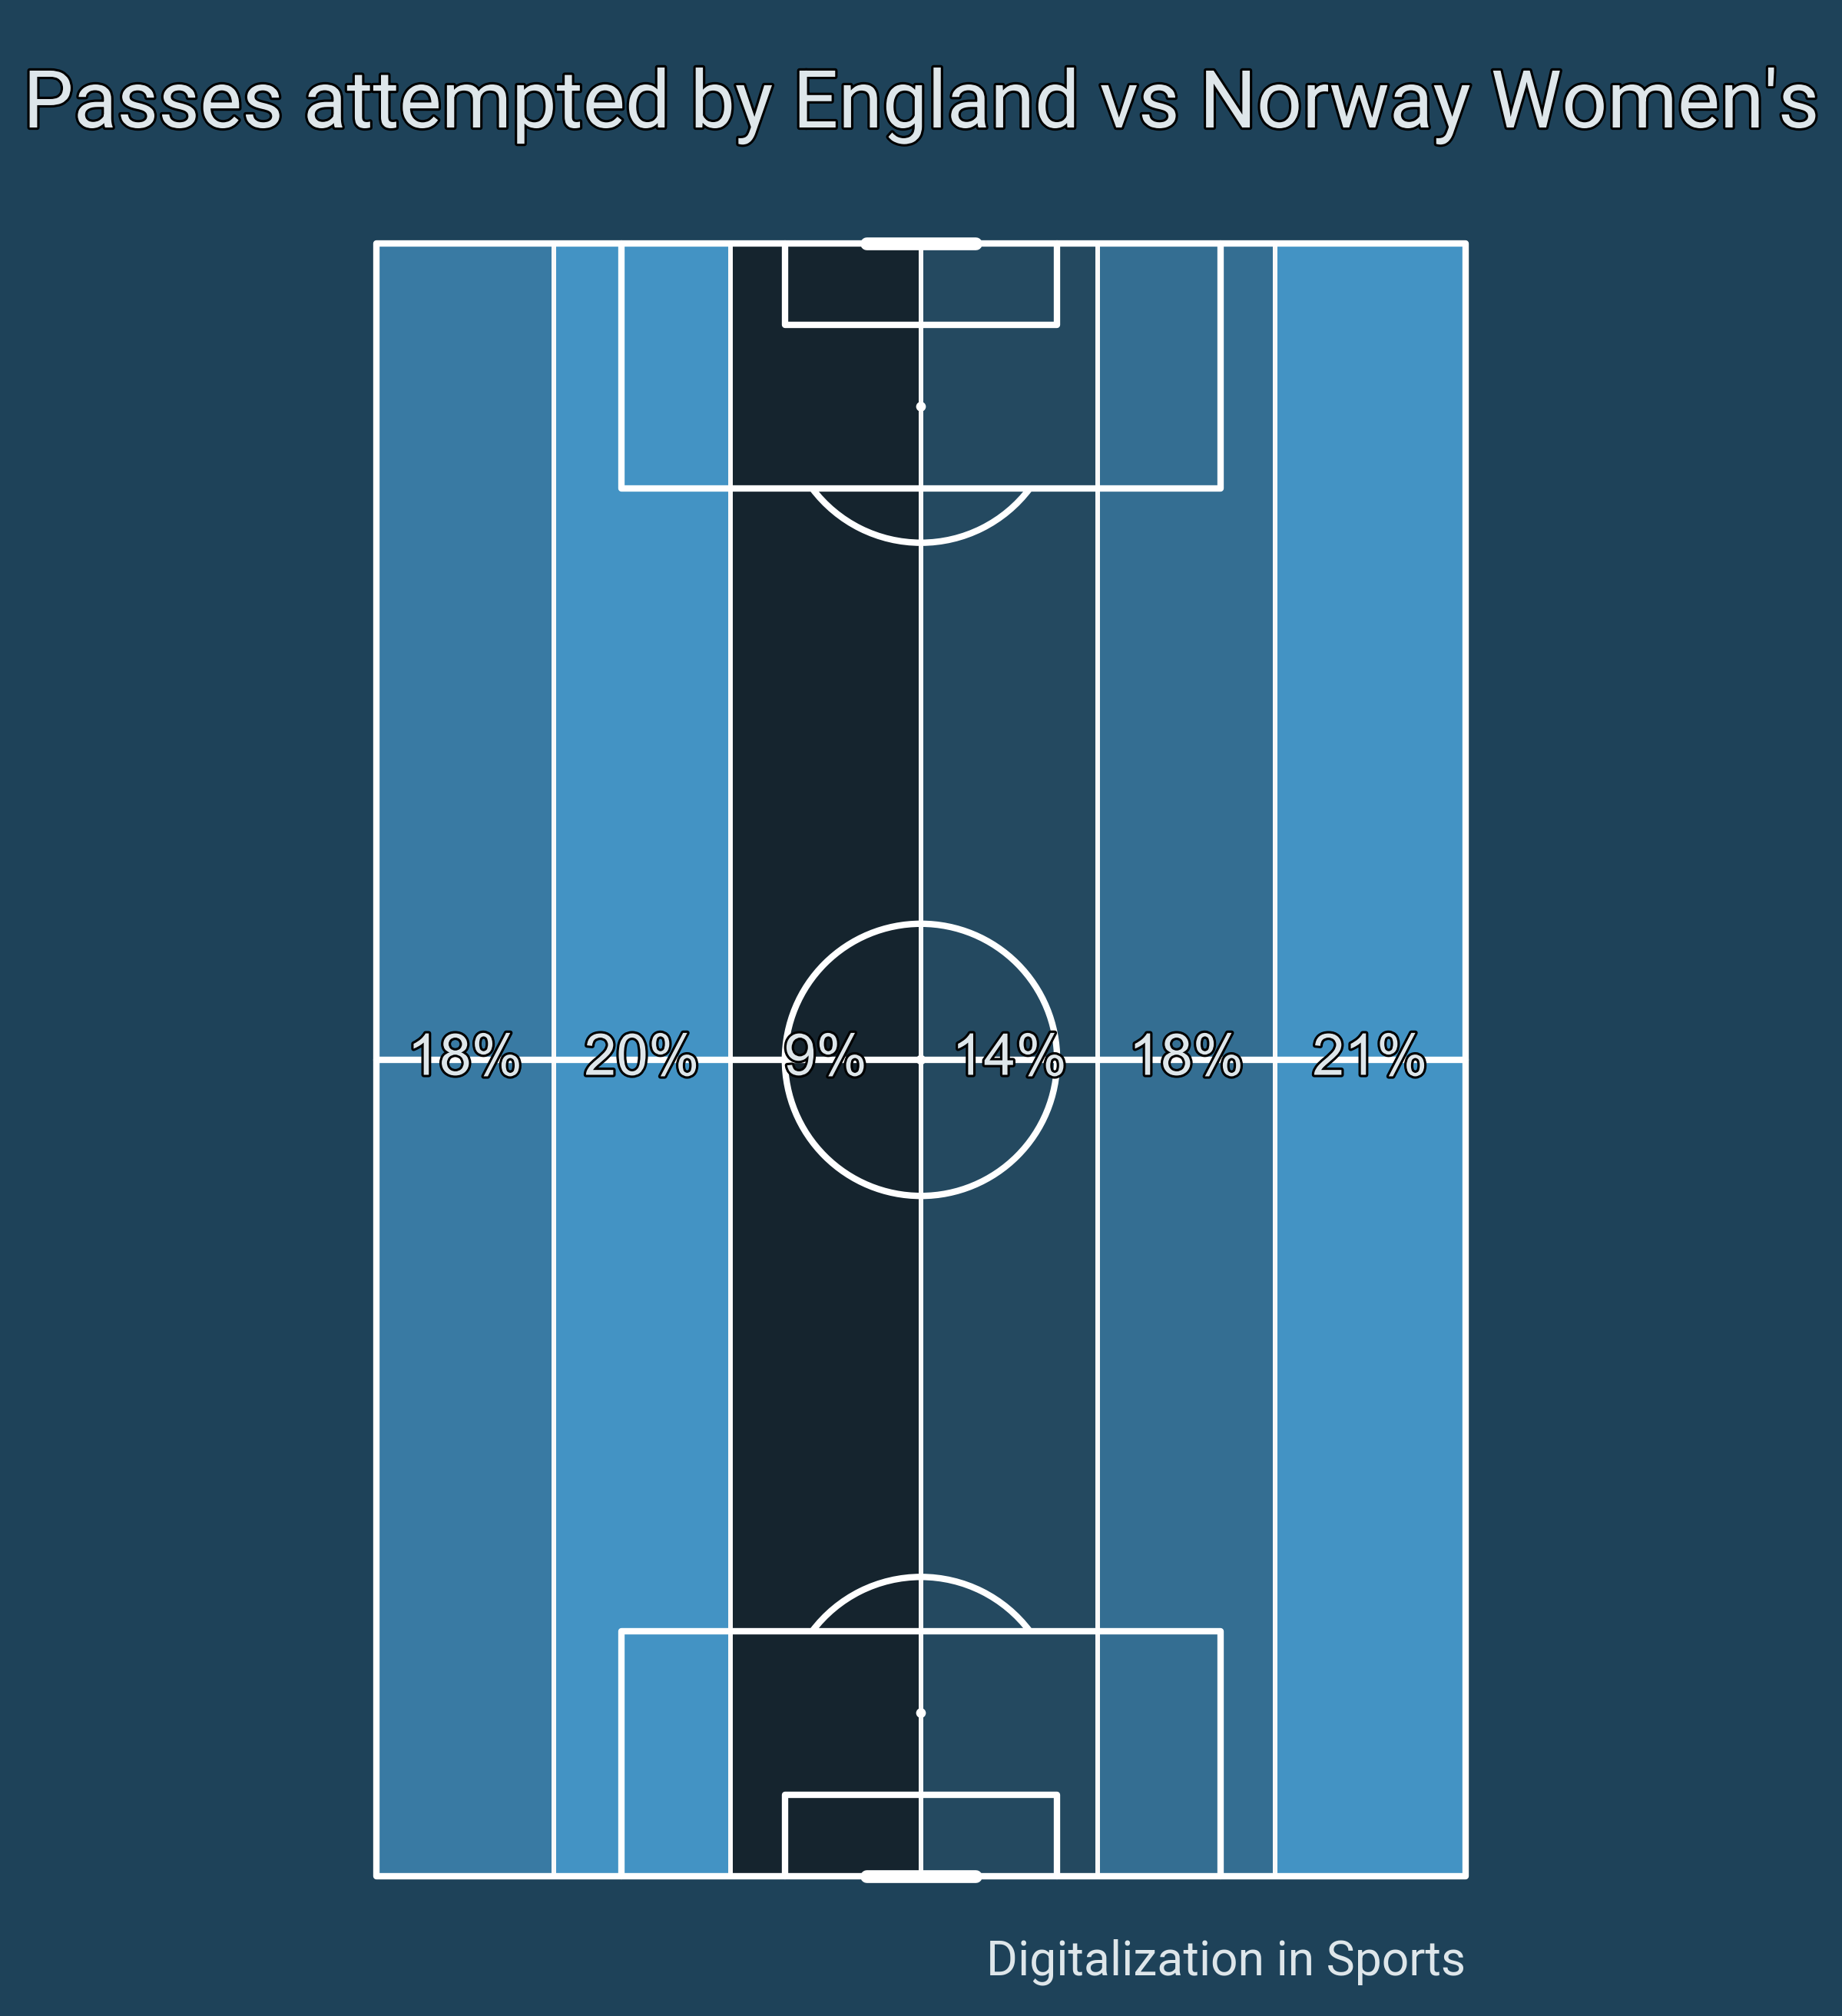 Passes attempted by England vs Norway Women's
18% 20% 9% 14% 18% 21%
Digitalization in Sports